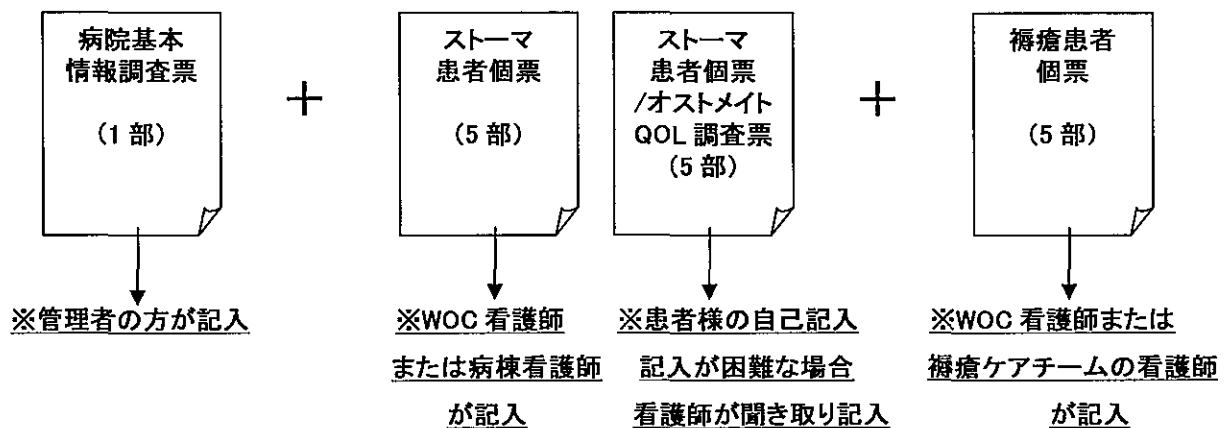 病院基本
情報調査票
（1 部）
＋
ストーマ
患者個票
（5 部）
ストーマ
患者個票
/オストメイト
QOL 調査票
（5 部）
＋
褥瘡患者
個票
（5 部）
※管理者の方が記入
※WOC 看護師
または病棟看護師
が記入
※患者様の自己記入
記入が困難な場合
看護師が聞き取り記入
※WOC 看護師または
褥瘡ケアチームの看護師
が記入